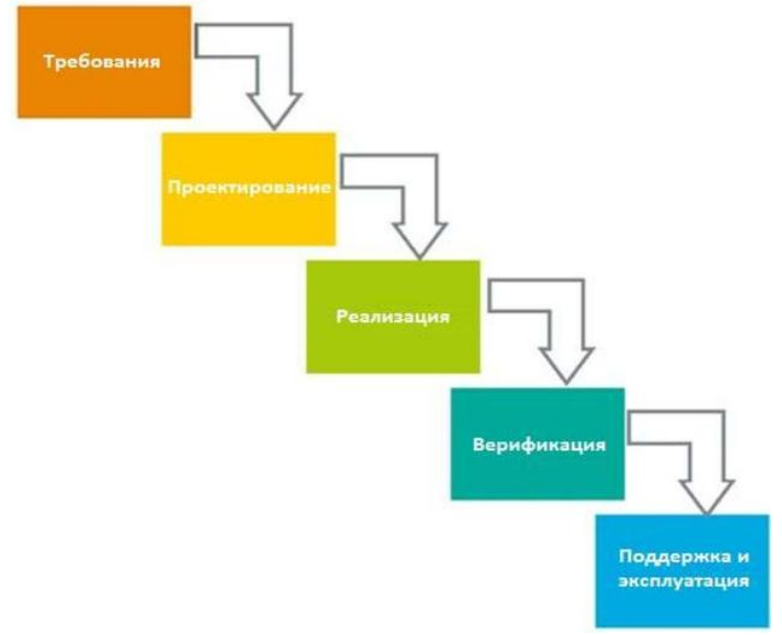 Требования
Проектирование
Реализация
Верификация
Поддержка и
эксплуатация